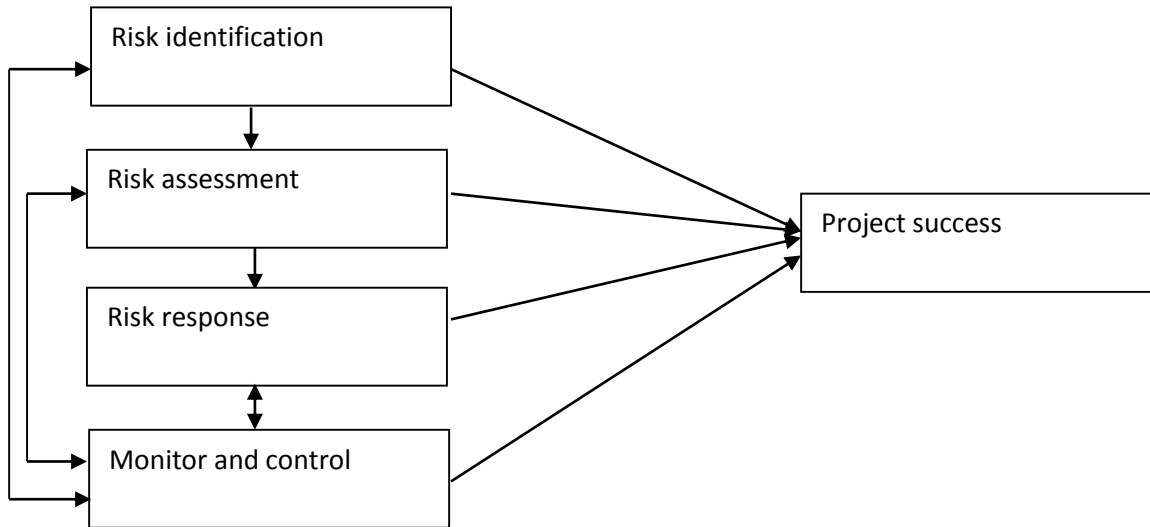 Risk identification
Risk assessment
Project success
Risk response
Monitor and control